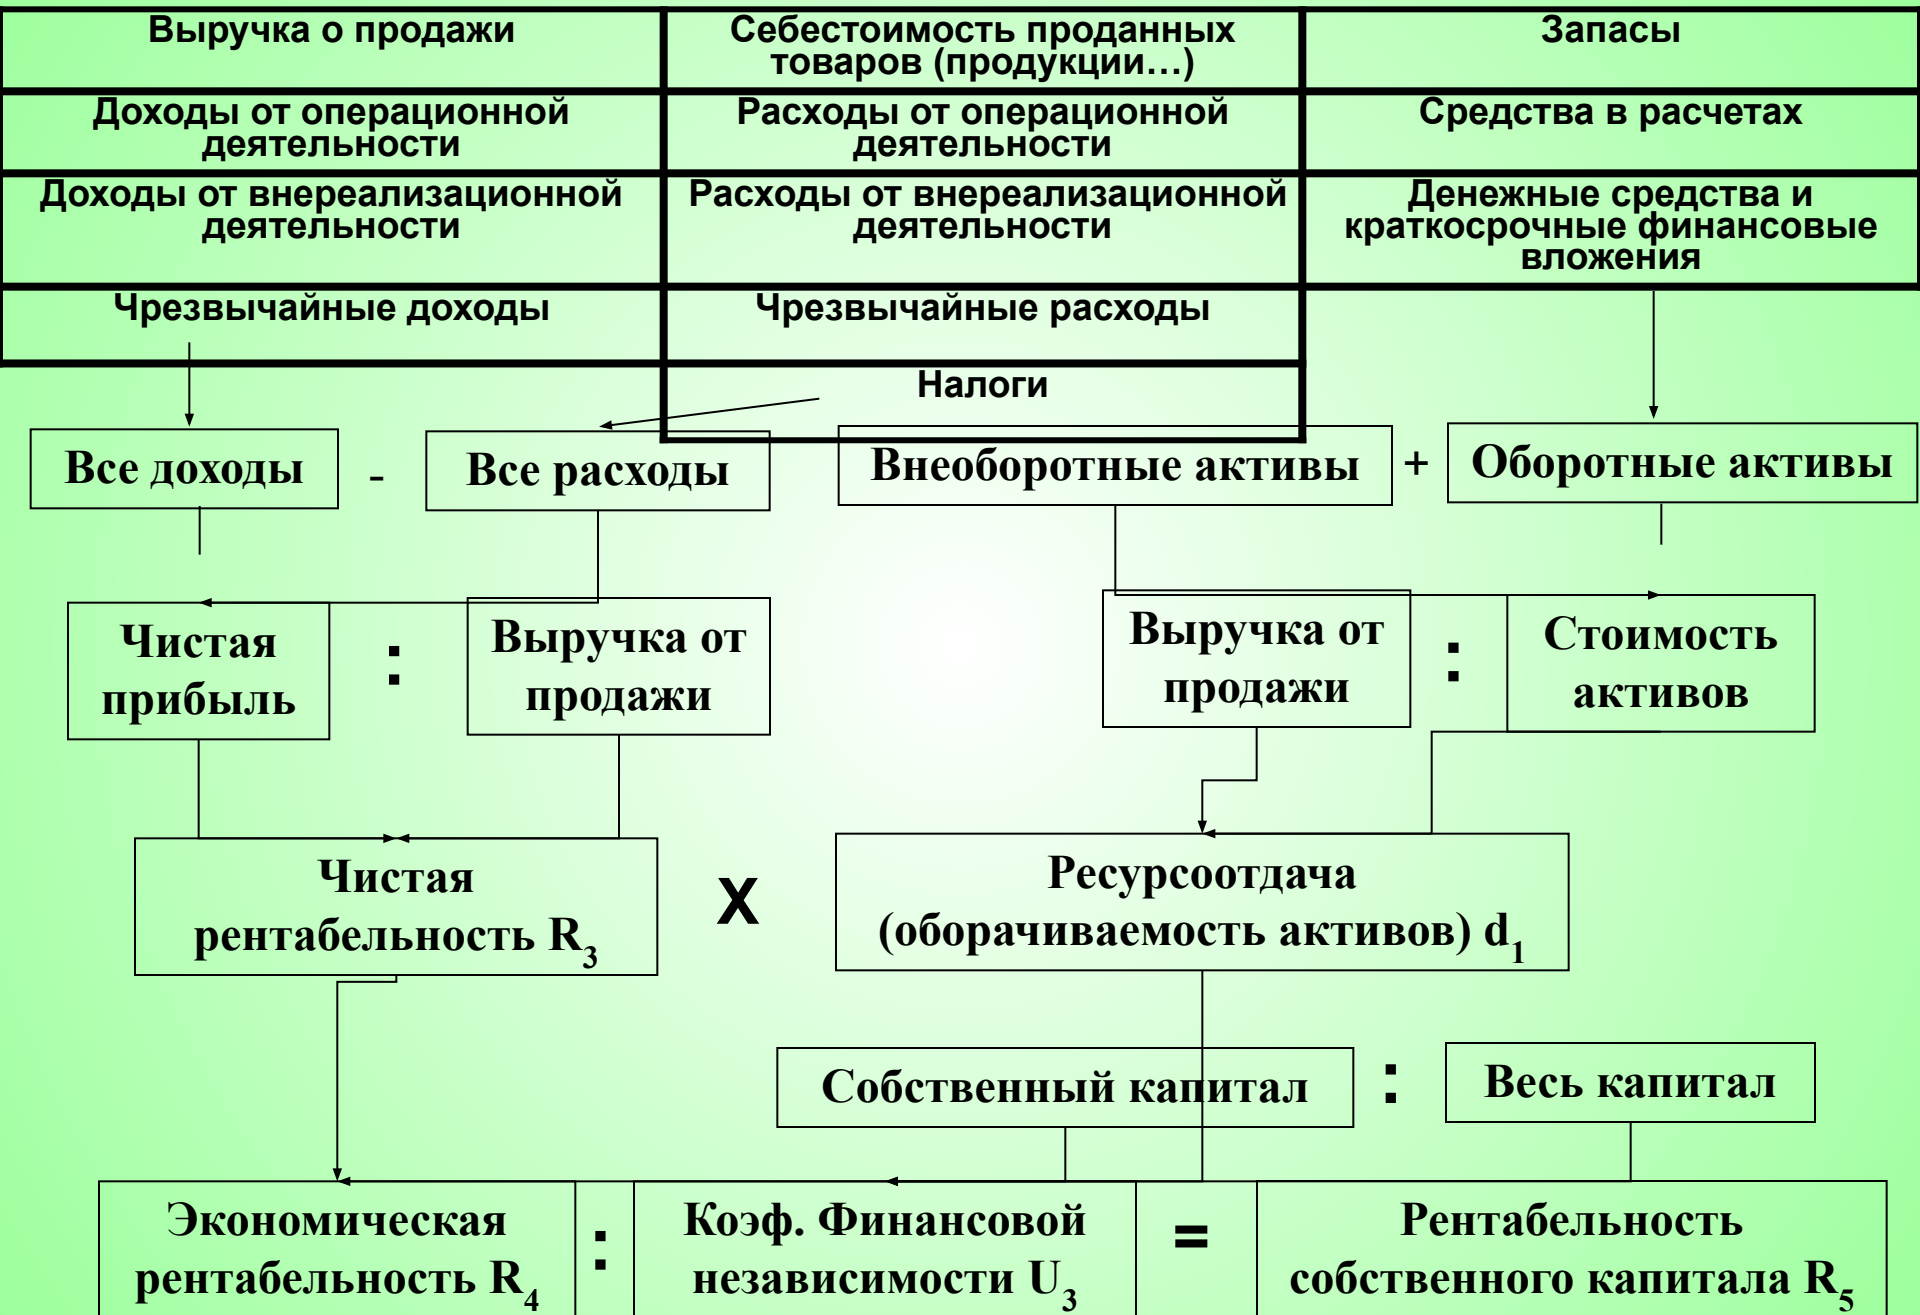 Выручка о продажи
Себестоимость проданных
товаров (продукции…)
Запасы
Доходы от операционной
деятельности
Расходы от операционной
деятельности
Средства в расчетах
Доходы от внереализационной
деятельности
Расходы от внереализационной
деятельности
Денежные средства и
краткосрочные финансовые
вложения
Чрезвычайные доходы
Чрезвычайные расходы
Налоги
Все доходы
-
Все расходы
Внеоборотные активы
+
Оборотные активы
Чистая
прибыль
:
Выручка от
продажи
Выручка от
продажи
:
Стоимость
активов
Чистая
рентабельность R3
X
Ресурсоотдача
(оборачиваемость активов) d1
Собственный капитал
:
Весь капитал
Экономическая
рентабельность R4
:
Коэф. Финансовой
независимости U3
=
Рентабельность
собственного капитала R5